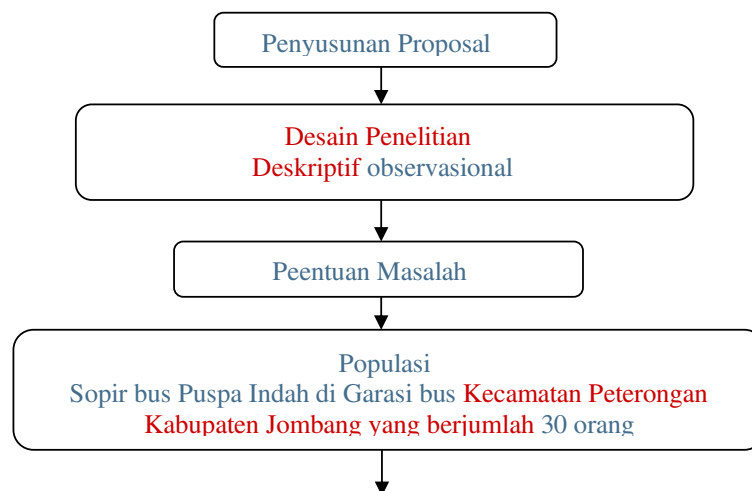 Penyusunan Proposal
Desain Penelitian
Deskriptif observasional
Peentuan Masalah
Populasi
Sopir bus Puspa Indah di Garasi bus Kecamatan Peterongan
Kabupaten Jombang yang berjumlah 30 orang